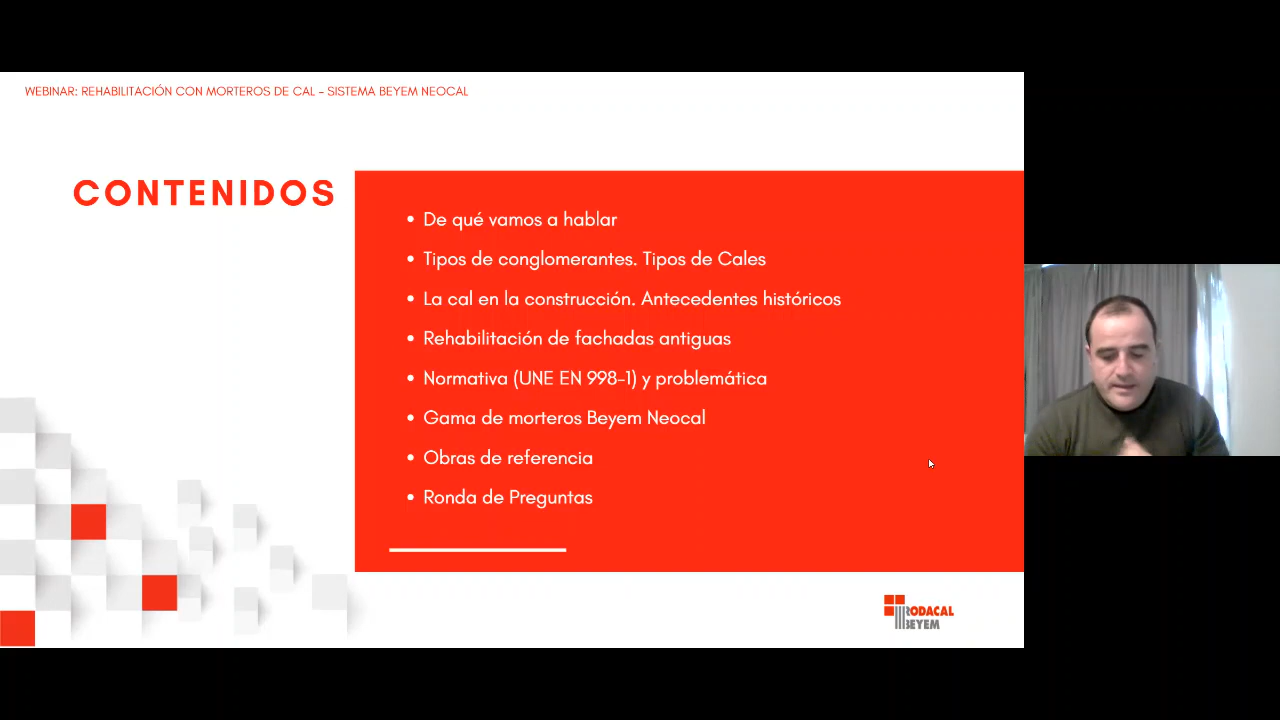 WEBINAR: REHABILITACIÓN CON MORTEROS DE CAL - SISTEMA BEYEM NEOCAL
CONTENIDOS
• De qué vamos a hablar
• Tipos de conglomerantes. Tipos de Cales
• La cal en la construcción. Antecedentes históricos
• Rehabilitación de fachadas antiguas
• Normativa (UNE EN 998-1) y problemática
• Gama de morteros Beyem Neocal
• Obras de referencia
• Ronda de Preguntas
RODACAL
BEYEM